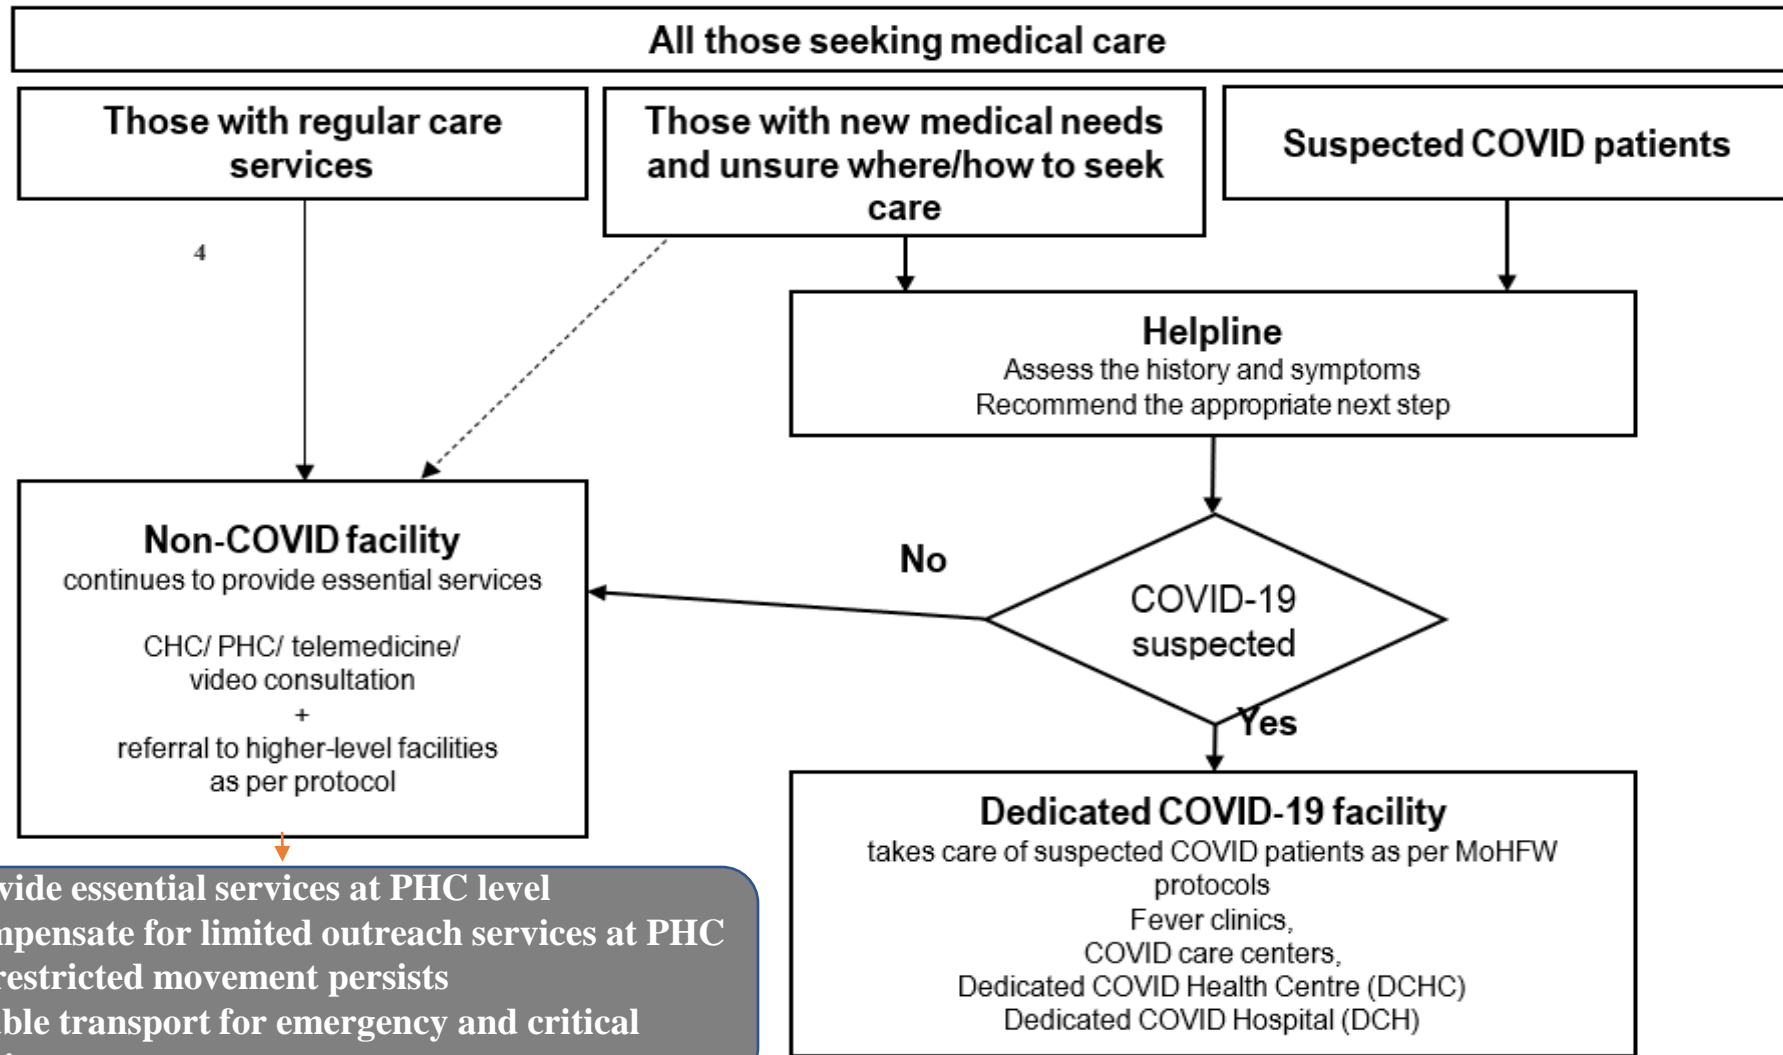 All those seeking medical care
Those with regular care
services
Those with new medical needs
and unsure where/how to seek
care
Suspected COVID patients
4
Helpline
Assess the history and symptoms
Recommend the appropriate next step
Non-COVID facility
continues to provide essential services
CHC/ PHC/ telemedicine/
video consultation
+
referral to higher-level facilities
as per protocol
No
COVID-19
suspected
Yes
Dedicated COVID-19 facility
takes care of suspected COVID patients as per MoHFW
protocols
Fever clinics,
COVID care centers,
Dedicated COVID Health Centre (DCHC)
Dedicated COVID Hospital (DCH)
vide essential services at PHC level
mpensate for limited outreach services at PHC
restricted movement persists
ble transport for emergency and critical